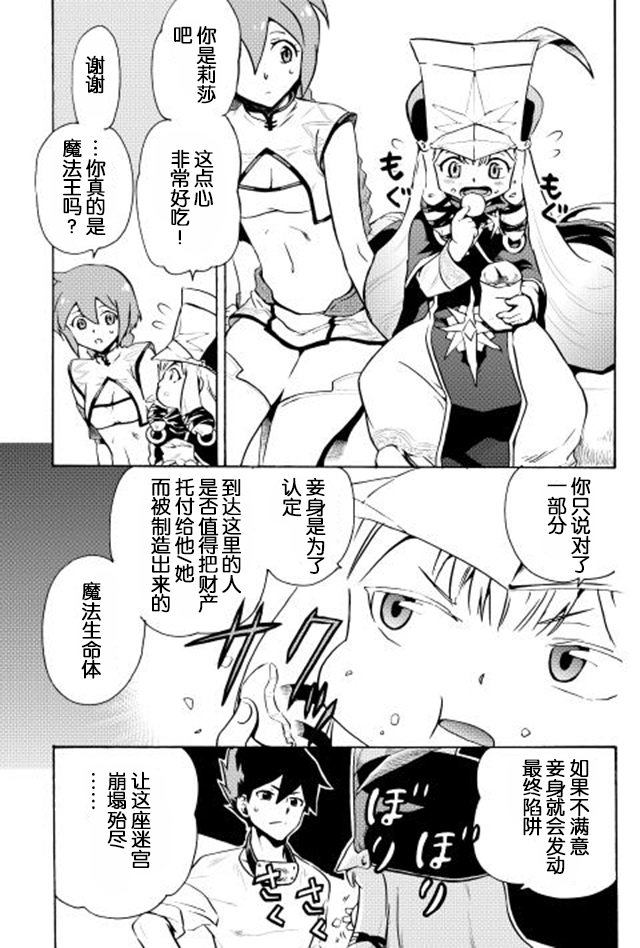 你是莉莎
吧
这点心
非常好吃！
もぐ
もぐ
谢谢
…你真的是
魔法王吗？
你只说对了
一部分
妾身是为了
认定
到达这里的人
是否值得把财产
托付给他/她
而被制造出来的
魔法生命体
サク
如果不满意
妾身就会发动
最终陷阱
ぼり
ぼり
さく
さく
让这座迷宫
崩塌殆尽
……